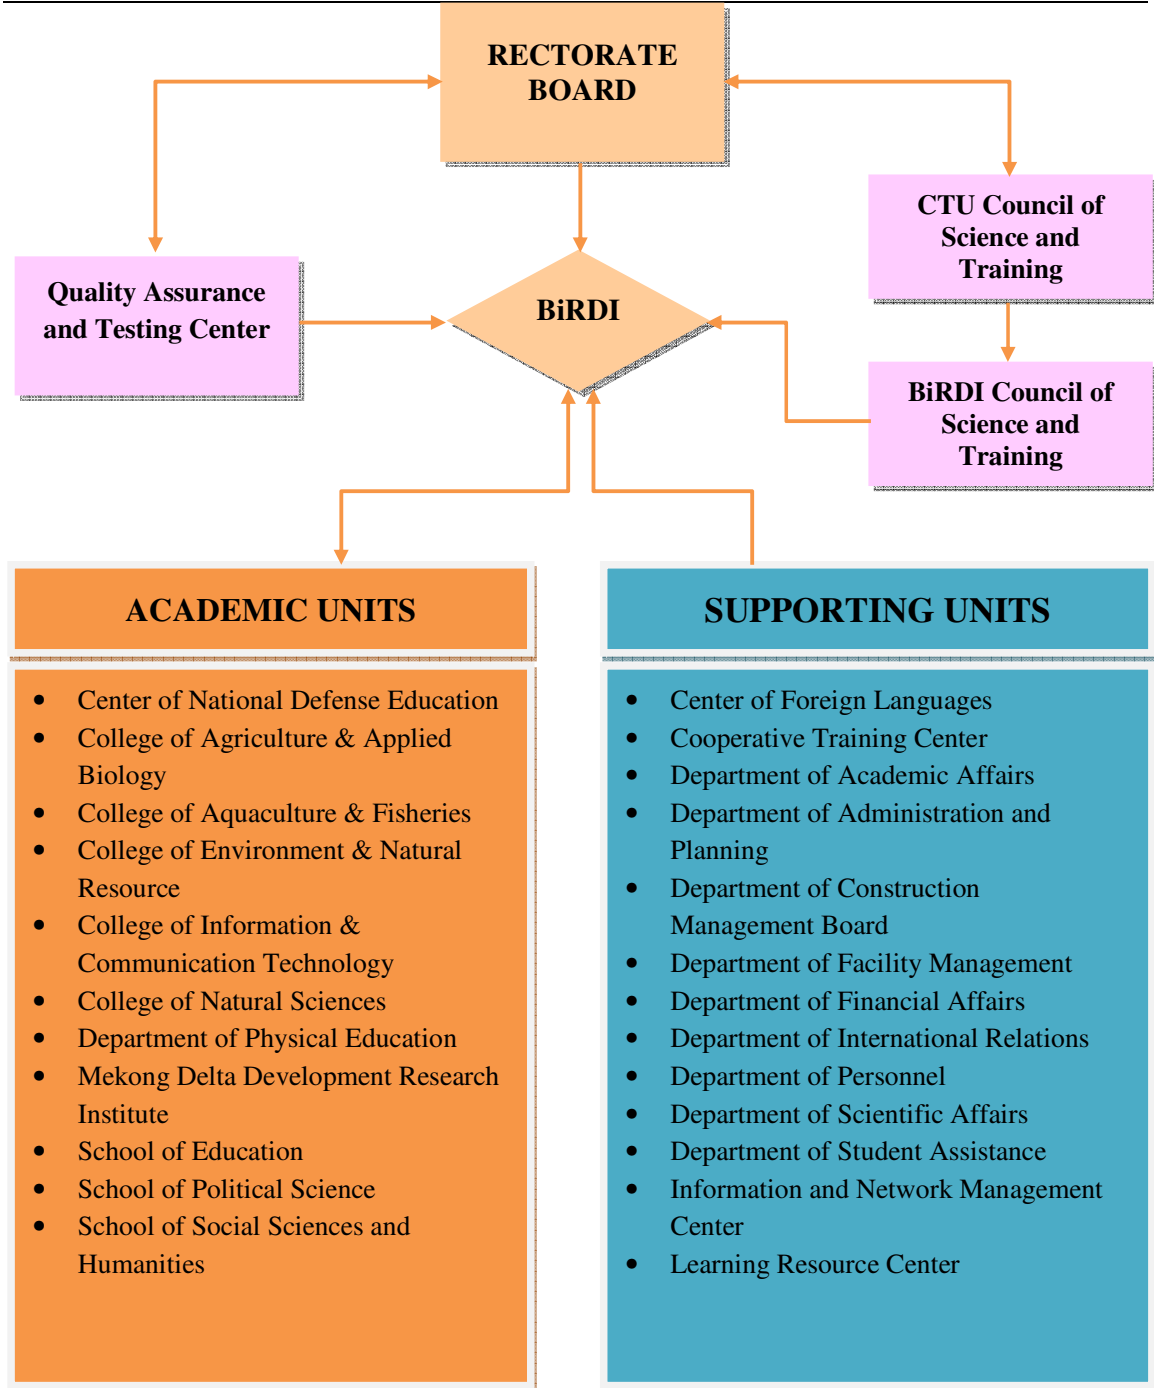 RECTORATE
BOARD
CTU Council of
Science and
Training
Quality Assurance
and Testing Center
BiRDI
BiRDI Council of
Science and
Training
ACADEMIC UNITS
• Center of National Defense Education
• College of Agriculture & Applied
Biology
• College of Aquaculture & Fisheries
• College of Environment & Natural
Resource
• College of Information &
Communication Technology
• College of Natural Sciences
• Department of Physical Education
• Mekong Delta Development Research
Institute
• School of Education
• School of Political Science
• School of Social Sciences and
Humanities
SUPPORTING UNITS
• Center of Foreign Languages
• Cooperative Training Center
• Department of Academic Affairs
• Department of Administration and
Planning
• Department of Construction
Management Board
• Department of Facility Management
• Department of Financial Affairs
• Department of International Relations
• Department of Personnel
• Department of Scientific Affairs
• Department of Student Assistance
• Information and Network Management
Center
• Learning Resource Center